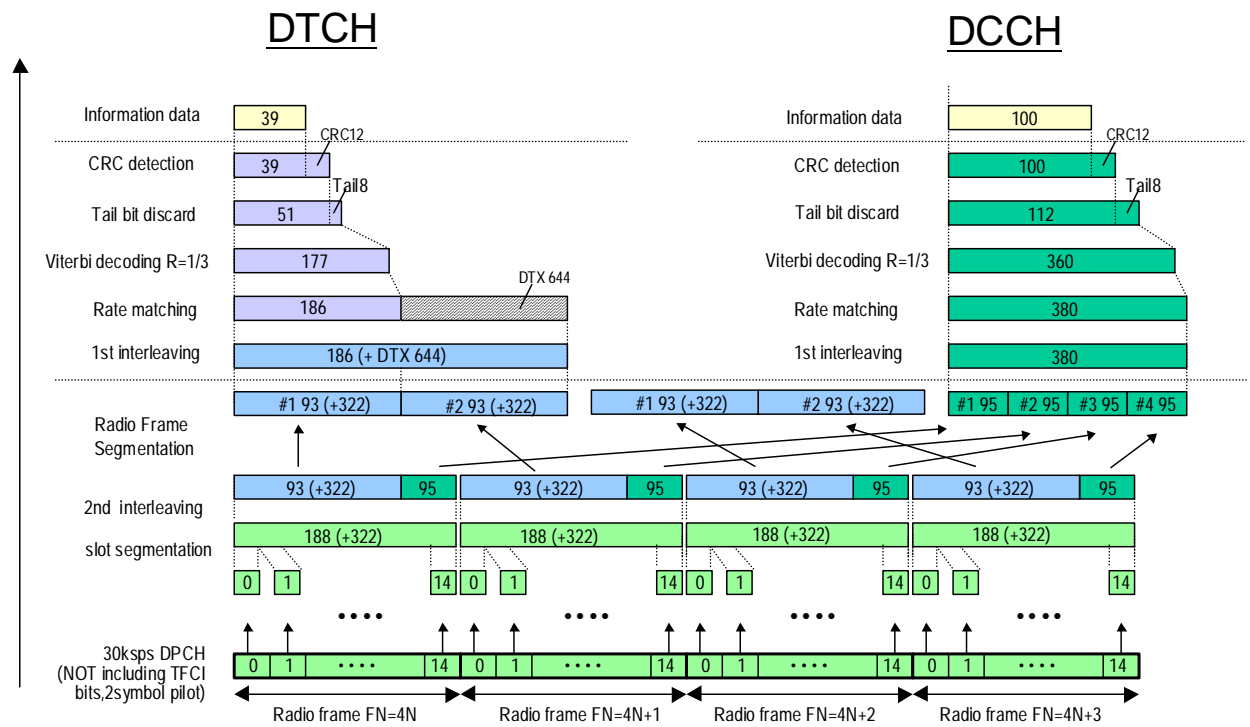 DTCH DCCH
Information data 39 Information data 100
CRC12 CRC12
CRC detection 39 CRC detection 100
Tail8 Tail8
Tail bit discard 51 Tail bit discard 112
Viterbi decoding R=1/3 177 Viterbi decoding R=1/3 360
DTX 644
Rate matching 186 Rate matching 380
1st interleaving 186 (+ DTX 644) 1st interleaving 380
#1 93 (+322) #2 93 (+322) #1 93 (+322) #2 93 (+322) #1 95 #2 95 #3 95 #4 95
Radio Frame
Segmentation
93 (+322) 95 93 (+322) 95 93 (+322) 95 93 (+322) 95
2nd interleaving
188 (+322) 188 (+322) 188 (+322) 188 (+322)
slot segmentation
0 1 14 0 1 14 0 1 14 0 1 14
• • • • • • • • • • • • • • • •
30ksps DPCH
(NOT including TFCI
bits,2symbol pilot)
0 1 • • • • 14 0 1 • • • • 14 0 1 • • • • 14 0 1 • • • • 14
Radio frame FN=4N Radio frame FN=4N+1 Radio frame FN=4N+2 Radio frame FN=4N+3